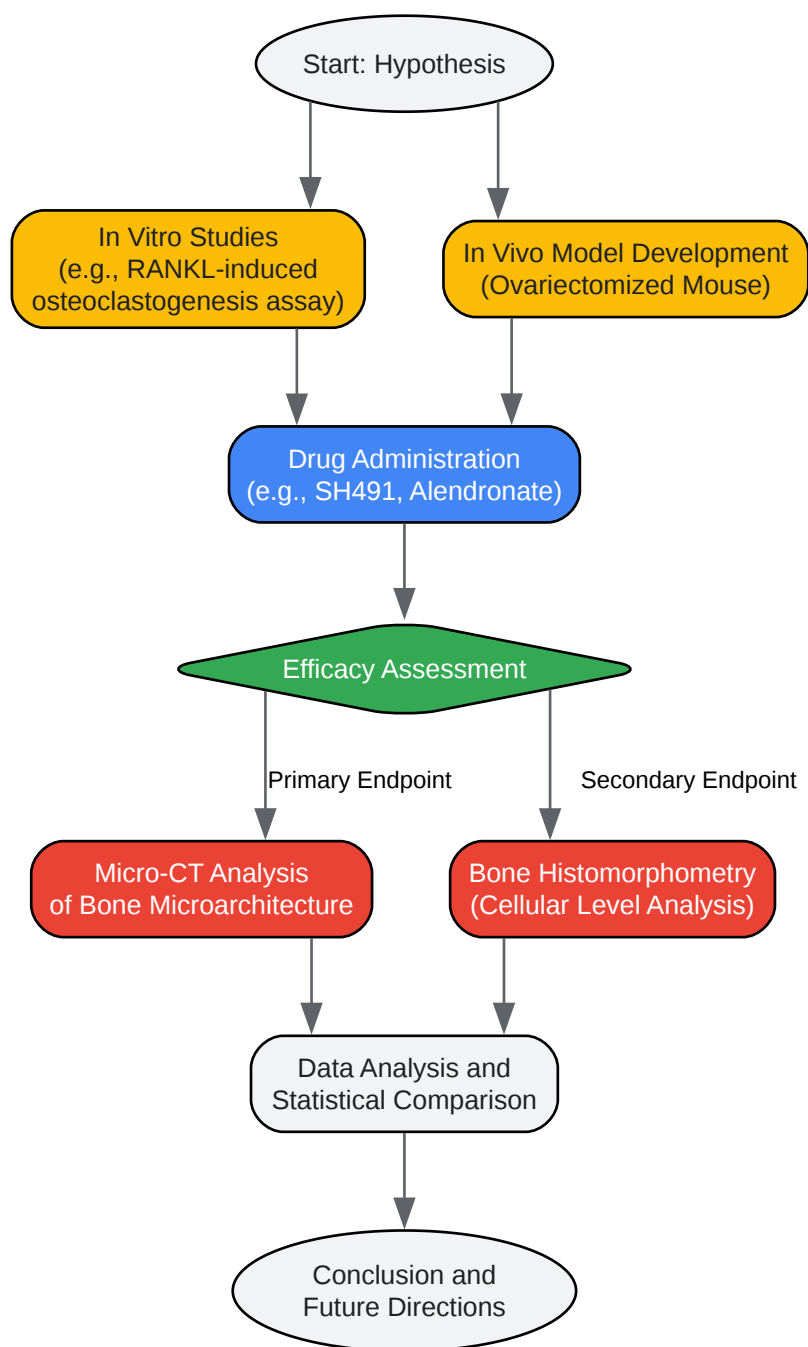 Start: Hypothesis
In Vitro Studies
(e.g., RANKL-induced
osteoclastogenesis assay)
In Vivo Model Development
(Ovariectomized Mouse)
Drug Administration
(e.g., SH491, Alendronate)
Efficacy Assessment
Primary Endpoint
Secondary Endpoint
Micro-CT Analysis
of Bone Microarchitecture
Bone Histomorphometry
(Cellular Level Analysis)
Data Analysis and
Statistical Comparison
Conclusion and
Future Directions